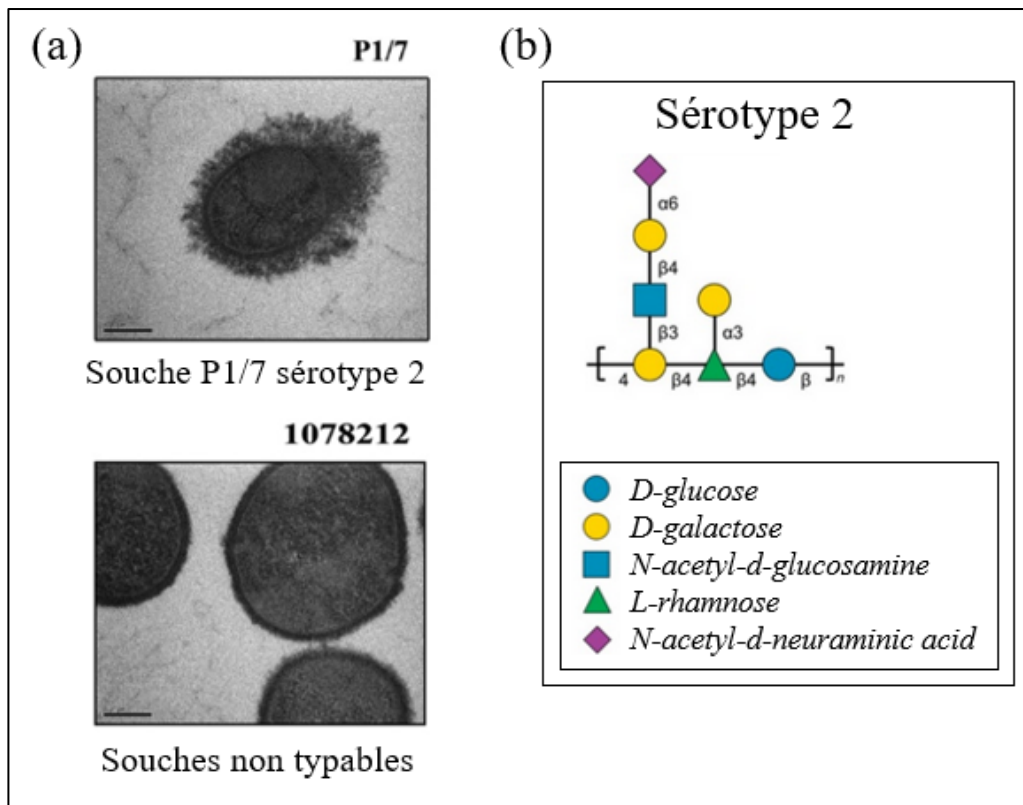 (a)
P1/7
Souche P1/7 sérotype 2
1078212
Souches non typables
(b)
Sérotype 2
α6
β4
β3
α3
4
β4
β4
β
n
D-glucose
D-galactose
N-acetyl-d-glucosamine
L-rhamnose
N-acetyl-d-neuraminic acid